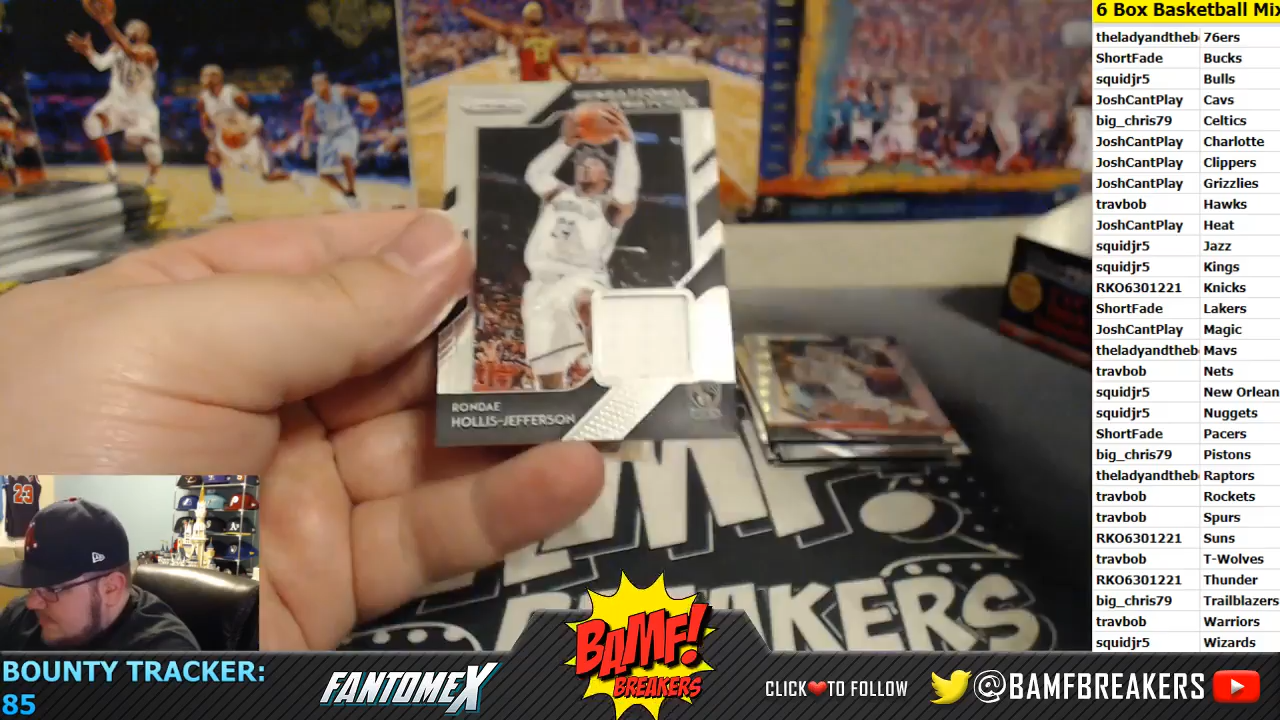 6 Box Basketball Mix
thel­adyandtheb 76ers
ShortFade Bucks
squidjr5 Bulls
JoshCantPlay Cavs
big_chris79 Celtics
JoshCantPlay Charlotte
JoshCantPlay Clippers
JoshCantPlay Grizzlies
travbob Hawks
JoshCantPlay Heat
squidjr5 Jazz
squidjr5 Kings
RKO6301221 Knicks
ShortFade Lakers
JoshCantPlay Magic
theladyandtheb Mavs
travbob Nets
squidjr5 New Orlean
squidjr5 Nuggets
ShortFade Pacers
big_chris79 Pistons
theladyandtheb Raptors
travbob Rockets
travbob Spurs
RKO6301221 Suns
travbob T-Wolves
RKO6301221 Thunder
big_chris79 Trailblazers
travbob Warriors
squidjr5 Wizards
RONDAE
HOLLIS-JEFFERSON
23
BREAKERS
BOUNTY TRACKER:
85
FANTOMEX
BAMF!
BREAKERS
CLICK TO FOLLOW
@BAMFBREAKERS